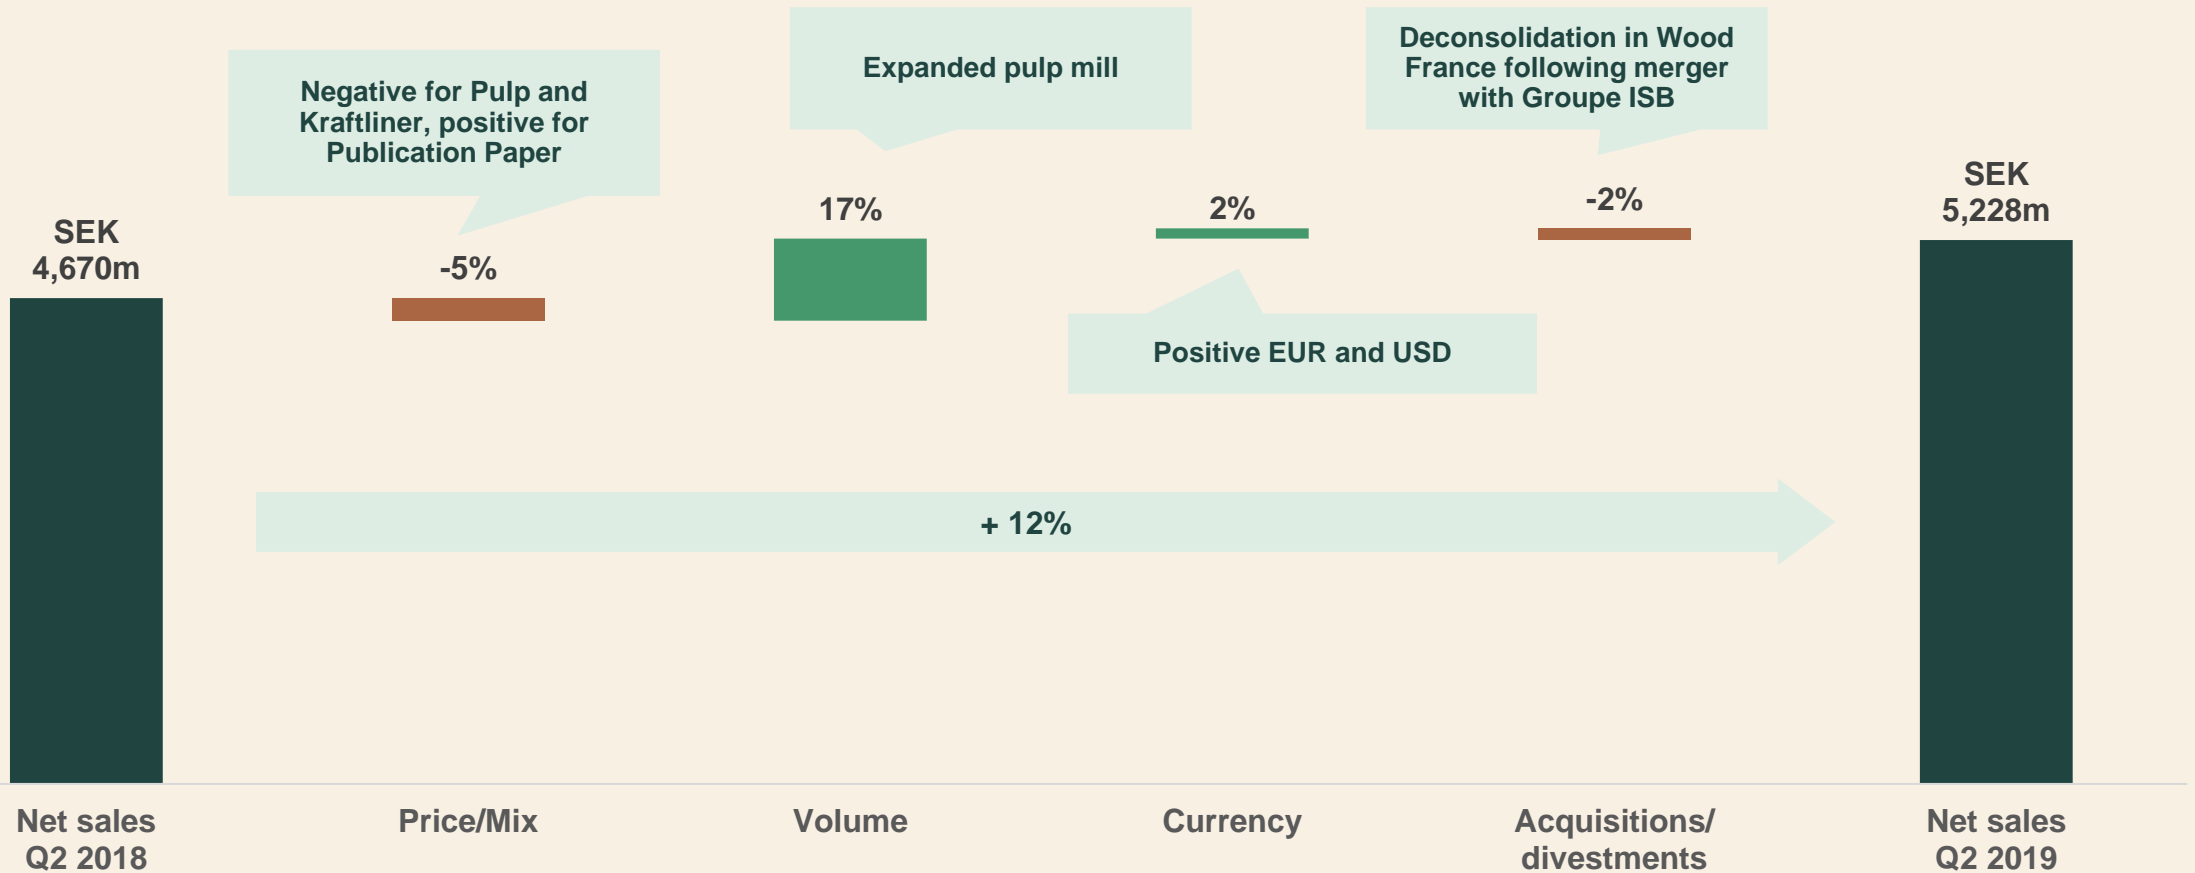 SEK
4,670m
Negative for Pulp and
Kraftliner, positive for
Publication Paper
-5%
Expanded pulp mill
17%
2%
Positive EUR and USD
Deconsolidation in Wood
France following merger
with Groupe ISB
-2%
SEK
5,228m
+ 12%
Net sales
Q2 2018
Price/Mix
Volume
Currency
Acquisitions/
divestments
Net sales
Q2 2019